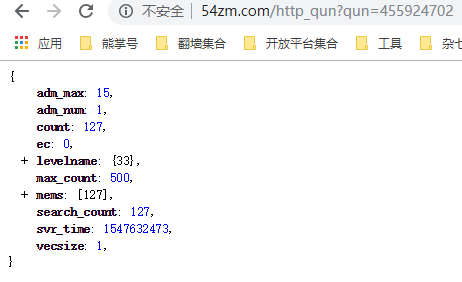 不安全 | 54zm.com/http_qun?qun=455924702
应用 熊掌号 翻墙集合 开放平台集合 工具 杂七
{
adm_max: 15,
adm_num: 1,
count: 127,
ec: 0,
+ levelname: {33},
max_count: 500,
+ mems: [127],
search_count: 127,
svr_time: 1547632473,
vecsize: 1,
}